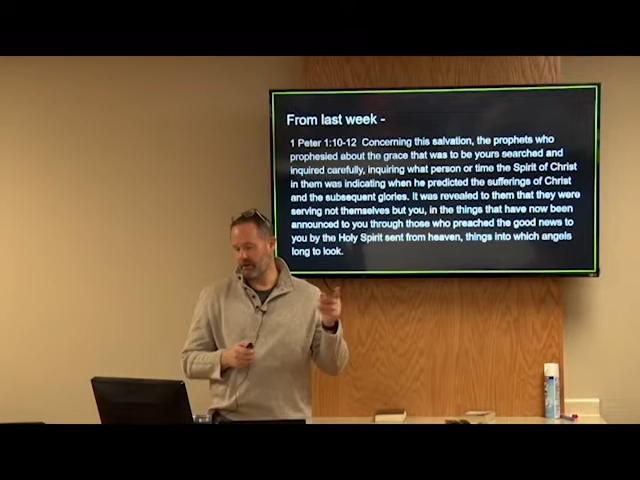 From last week -
1 Peter 1:10-12 Concerning this salvation, the prophets who
prophesied about the grace that was to be yours searched and
inquired carefully, inquiring what person or time the Spirit of Christ
in them was indicating when he predicted the sufferings of Christ
and the subsequent glories. It was revealed to them that they were
serving not themselves but you, in the things that have now been
announced to you through those who preached the good news to
you by the Holy Spirit sent from heaven, things into which angels
long to look.